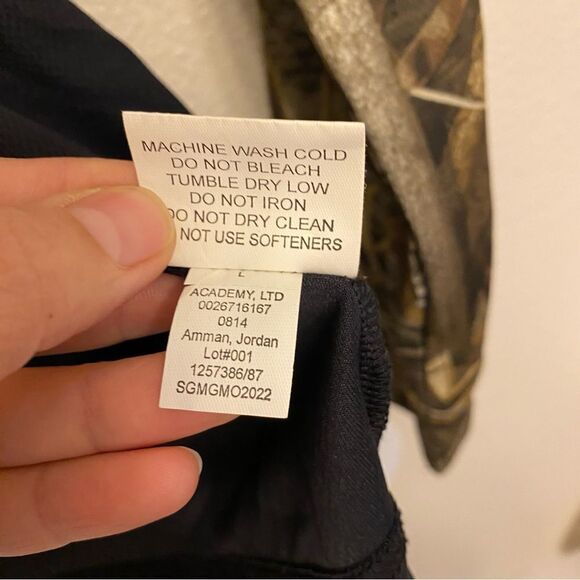 MACHINE WASH COLD
DO NOT BLEACH
TUMBLE DRY LOW
DO NOT IRON
DO NOT DRY CLEAN
NOT USE SOFTENERS
L
ACADEMY, LTD
0026716167
0814
Amman, Jordan
Lot#001
1257386/87
SGMGMO2022